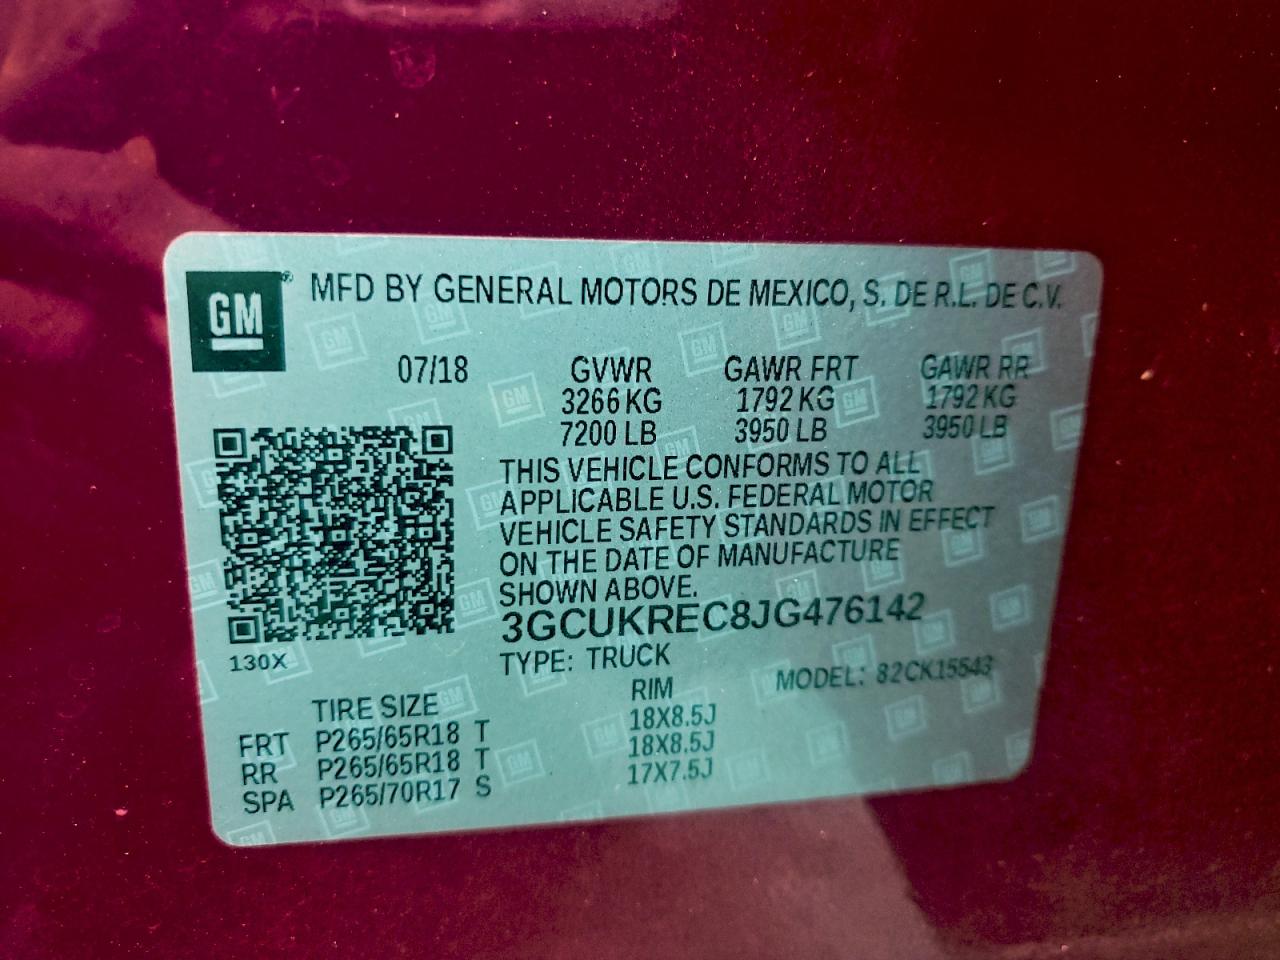 GM® MFD BY GENERAL MOTORS DE MEXICO, S. DE R.L. DE C.V.
07/18 GVWR GAWR FRT GAWR RR
3266 KG 1792 KG 1792 KG
7200 LB 3950 LB 3950 LB
THIS VEHICLE CONFORMS TO ALL
APPLICABLE U.S. FEDERAL MOTOR
VEHICLE SAFETY STANDARDS IN EFFECT
ON THE DATE OF MANUFACTURE
SHOWN ABOVE.
3GCUKREC8JG476142
130X
TYPE: TRUCK MODEL: 82CK15543
TIRE SIZE RIM
FRT P265/65R18 T 18X8.5J
RR P265/65R18 T 18X8.5J
SPA P265/70R17 S 17X7.5J